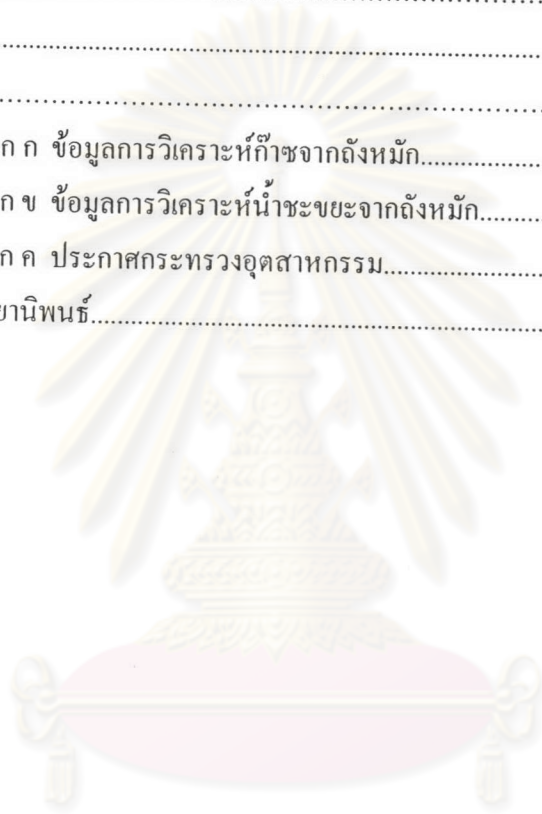 ก ก ข้อมูลการวิเคราะห์ก๊าซจากถังหมัก
ก ข ข้อมูลการวิเคราะห์น้ำชะขยะจากถังหมัก
ก ค ประกาศกระทรวงอุตสาหกรรม
ยานิพนธ์